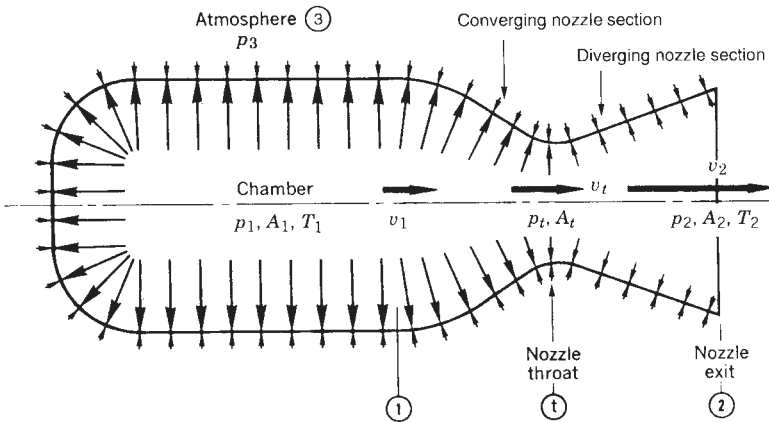 Atmosphere ③
p₃
Converging nozzle section
Diverging nozzle section
Chamber
p₁, A₁, T₁
v₁
vₜ
pₜ, Aₜ
v₂
p₂, A₂, T₂
Nozzle
throat
Nozzle
exit
①
ⓣ
②